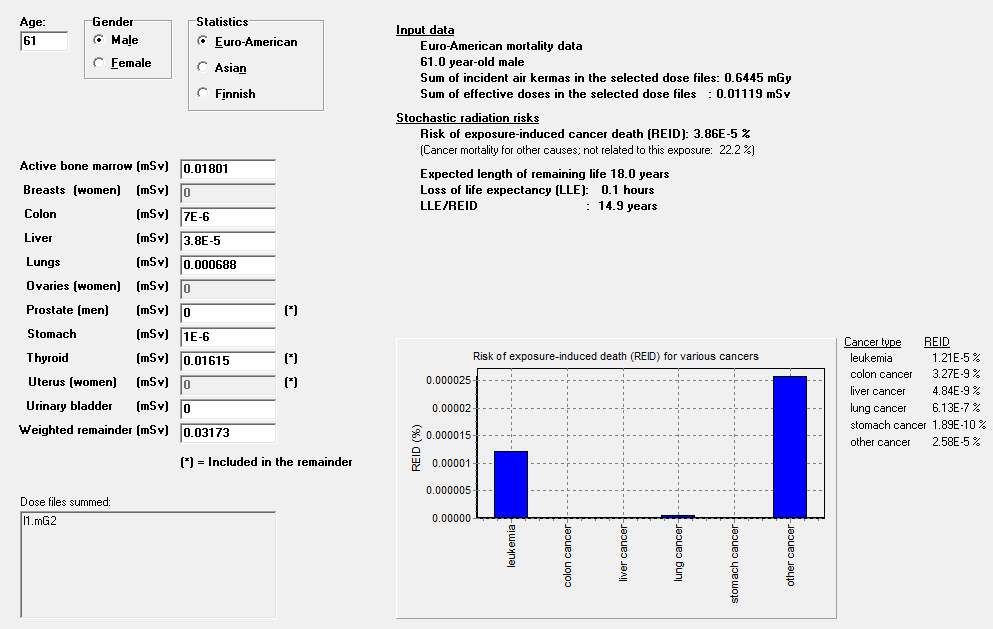 Age:
61
Gender
Male
Female
Statistics
Euro-American
Asian
Finnish
Active bone marrow (mSv) 0.01801
Breasts (women) (mSv) 0
Colon (mSv) 7E-6
Liver (mSv) 3.8E-5
Lungs (mSv) 0.000688
Ovaries (women) (mSv) 0
Prostate (men) (mSv) 0 (*)
Stomach (mSv) 1E-6
Thyroid (mSv) 0.01615 (*)
Uterus (women) (mSv) 0 (*)
Urinary bladder (mSv) 0
Weighted remainder (mSv) 0.03173
(*) = Included in the remainder
Dose files summed:
l1.mG2
Input data
Euro-American mortality data
61.0 year-old male
Sum of incident air kermas in the selected dose files: 0.6445 mGy
Sum of effective doses in the selected dose files : 0.01119 mSv
Stochastic radiation risks
Risk of exposure-induced cancer death (REID): 3.86E-5 %
(Cancer mortality for other causes; not related to this exposure: 22.2 %)
Expected length of remaining life 18.0 years
Loss of life expectancy (LLE): 0.1 hours
LLE/REID : 14.9 years
Risk of exposure-induced death (REID) for various cancers
REID (%)
0.000025
0.00002
0.000015
0.00001
0.000005
0.00000
leukemia
colon cancer
liver cancer
lung cancer
stomach cancer
other cancer
Cancer type REID
leukemia 1.21E-5 %
colon cancer 3.27E-9 %
liver cancer 4.84E-9 %
lung cancer 6.13E-7 %
stomach cancer 1.89E-10 %
other cancer 2.58E-5 %